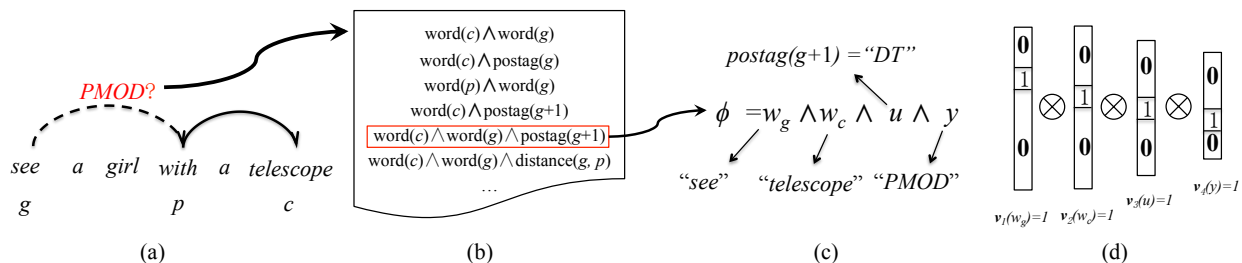 PMOD?
see a girl with a telescope
g p c
(a)
word(c)∧word(g)
word(c)∧postag(g)
word(p)∧word(g)
word(c)∧postag(g+1)
word(c)∧word(g)∧postag(g+1)
word(c)∧word(g)∧distance(g, p)
…
(b)
postag(g+1) =“DT”
ϕ =w_g ∧w_c ∧ u ∧ y
“see” “telescope” “PMOD”
(c)
0 1 0 ⊗ 0 1 0 ⊗ 0 1 0 ⊗ 0 1 0
v_1(w_g)=1 v_2(w_c)=1 v_3(u)=1 v_4(y)=1
(d)